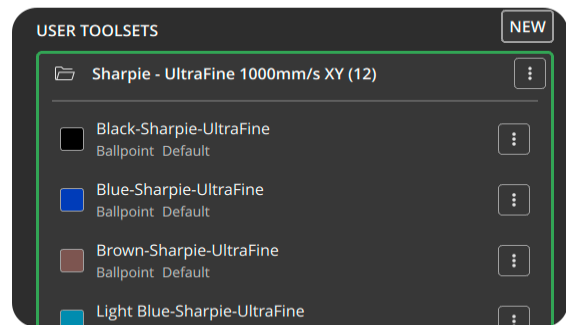 USER TOOLSETS
NEW
Sharpie - UltraFine 1000mm/s XY (12)
Black-Sharpie-UltraFine
Ballpoint Default
Blue-Sharpie-UltraFine
Ballpoint Default
Brown-Sharpie-UltraFine
Ballpoint Default
Light Blue-Sharpie-UltraFine